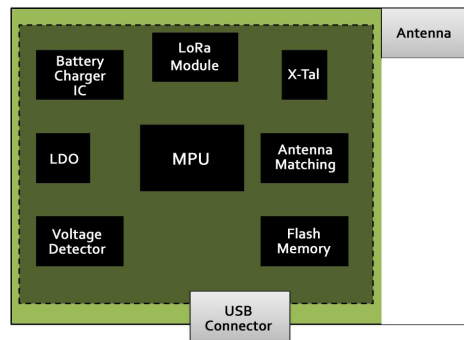 Antenna
LoRa
Module
Battery
Charger
IC
X-Tal
LDO
MPU
Antenna
Matching
Voltage
Detector
Flash
Memory
USB
Connector